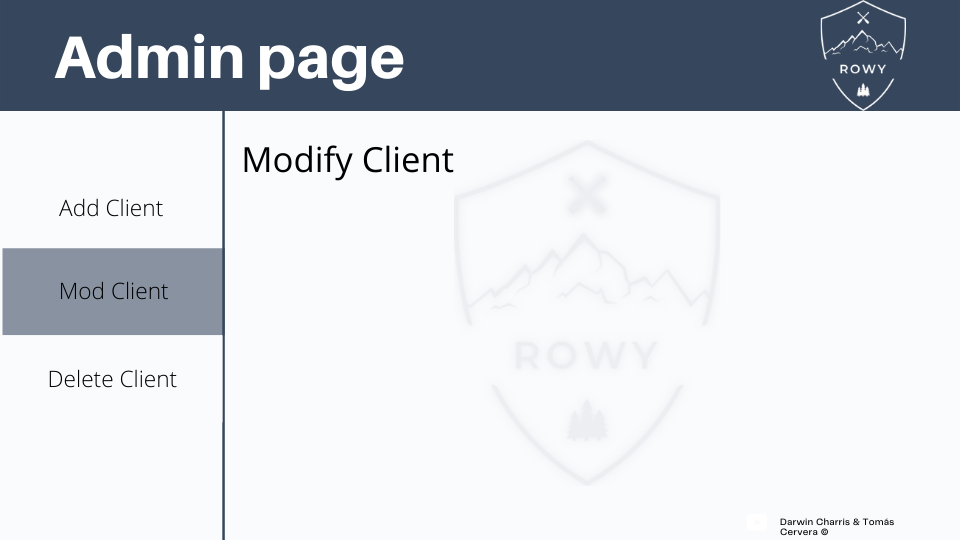 Admin page
ROWY
Modify Client
Add Client
Mod Client
Delete Client
ROWY
Darwin Charris & Tomás
Cervera ©